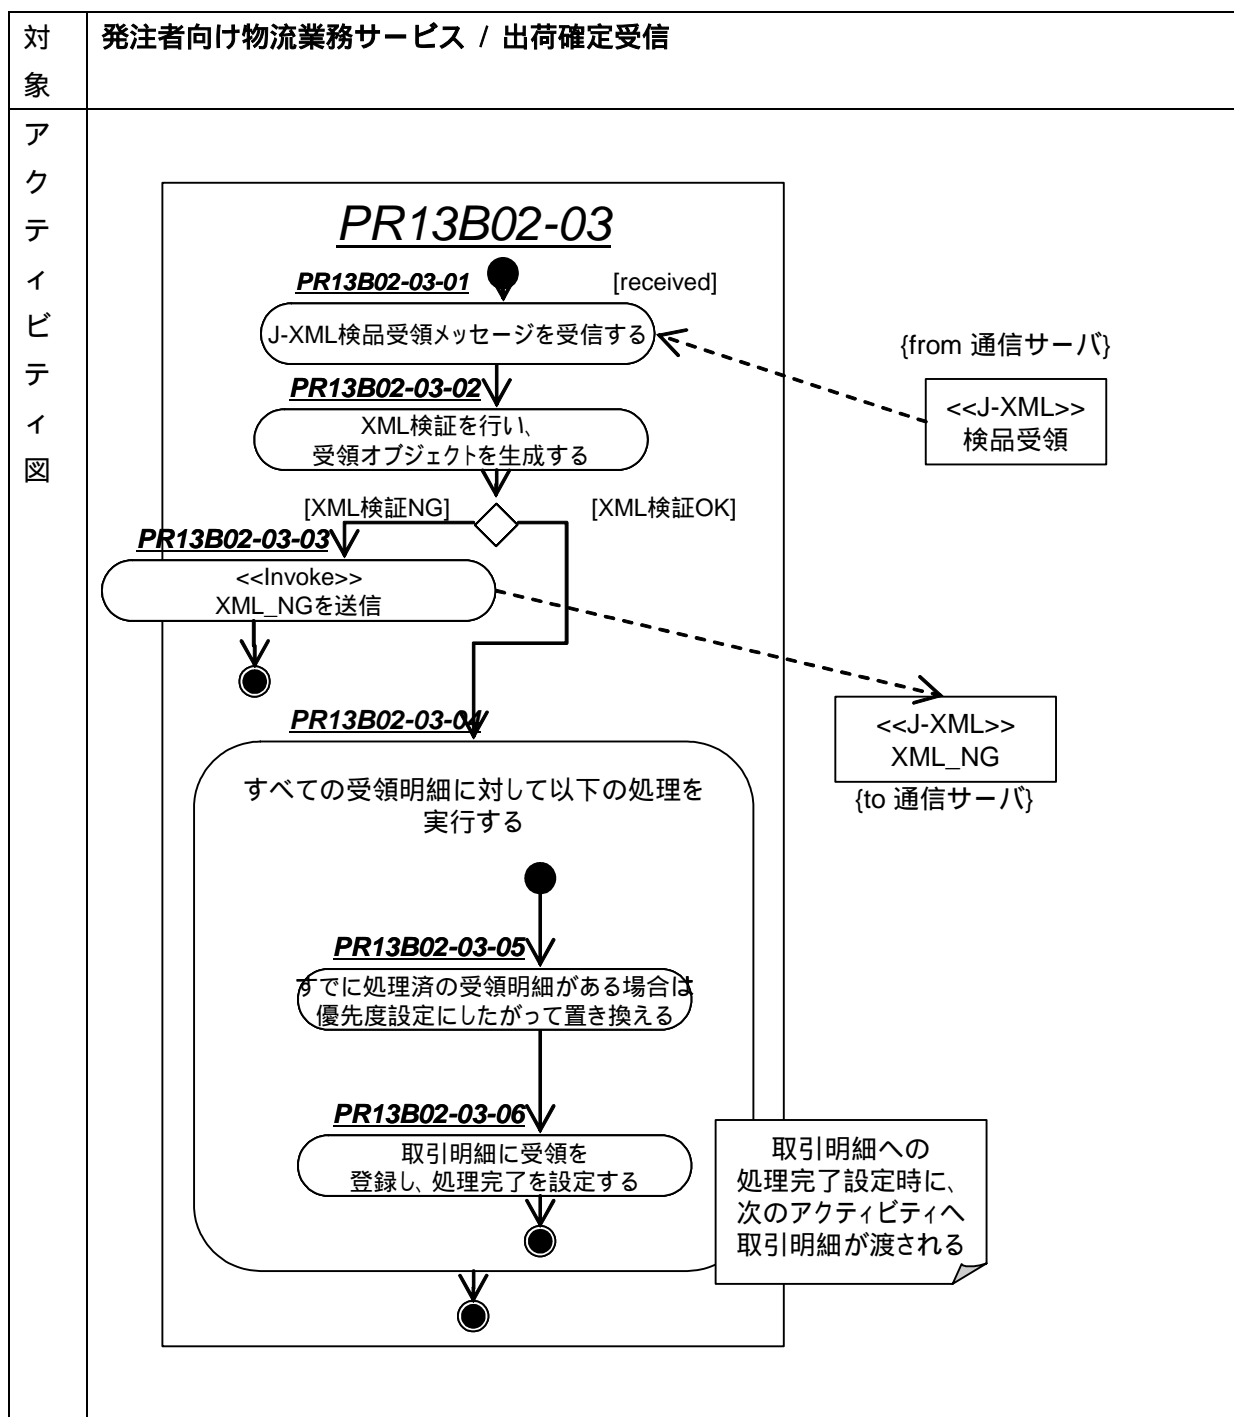 対象
発注者向け物流業務サービス / 出荷確定受信
アクティビティ図
PR13B02-03
PR13B02-03-01
[received]
J-XML検品受領メッセージを受信する
{from 通信サーバ}
<<J-XML>>
検品受領
PR13B02-03-02
XML検証を行い、
受領オブジェクトを生成する
[XML検証NG]
[XML検証OK]
PR13B02-03-03
<<Invoke>>
XML_NGを送信
<<J-XML>>
XML_NG
{to 通信サーバ}
PR13B02-03-04
すべての受領明細に対して以下の処理を
実行する
PR13B02-03-05
すでに処理済の受領明細がある場合は
優先度設定にしたがって置き換える
PR13B02-03-06
取引明細に受領を
登録し、処理完了を設定する
取引明細への
処理完了設定時に、
次のアクティビティへ
取引明細が渡される